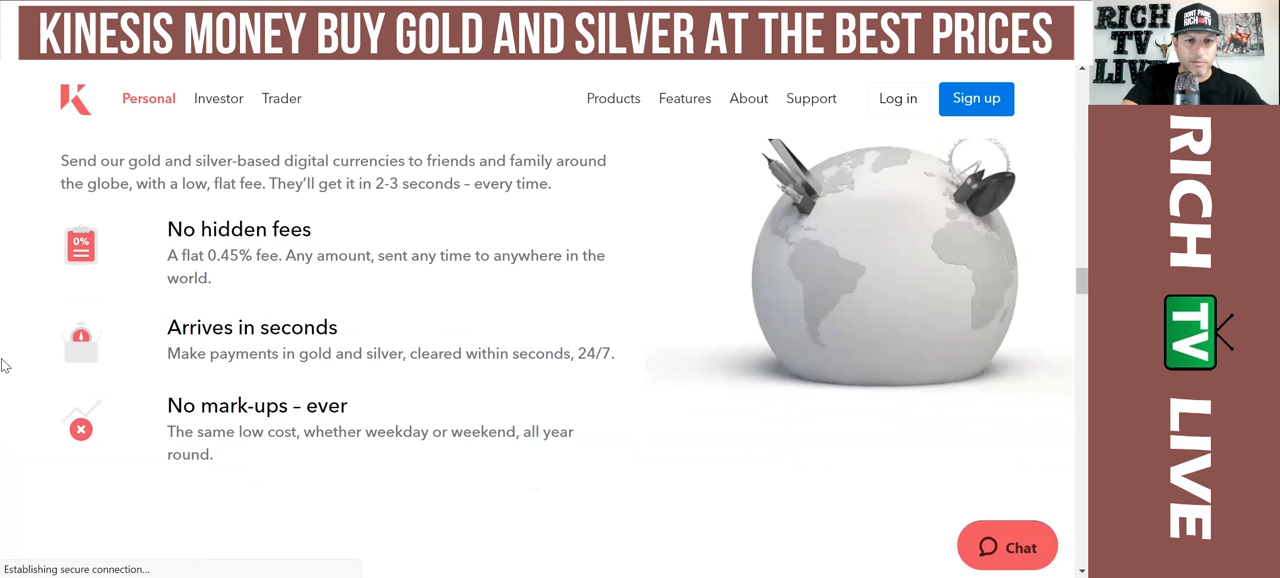 KINESIS MONEY BUY GOLD AND SILVER AT THE BEST PRICES
RICH
TV
LIVE
DON'T PANIC
Personal Investor Trader
Products Features About Support Log in Sign up
Send our gold and silver-based digital currencies to friends and family around
the globe, with a low, flat fee. They'll get it in 2-3 seconds – every time.
0%
No hidden fees
A flat 0.45% fee. Any amount, sent any time to anywhere in the
world.
Arrives in seconds
Make payments in gold and silver, cleared within seconds, 24/7.
No mark-ups – ever
The same low cost, whether weekday or weekend, all year
round.
Chat
Establishing secure connection...
RICH TV LIVE